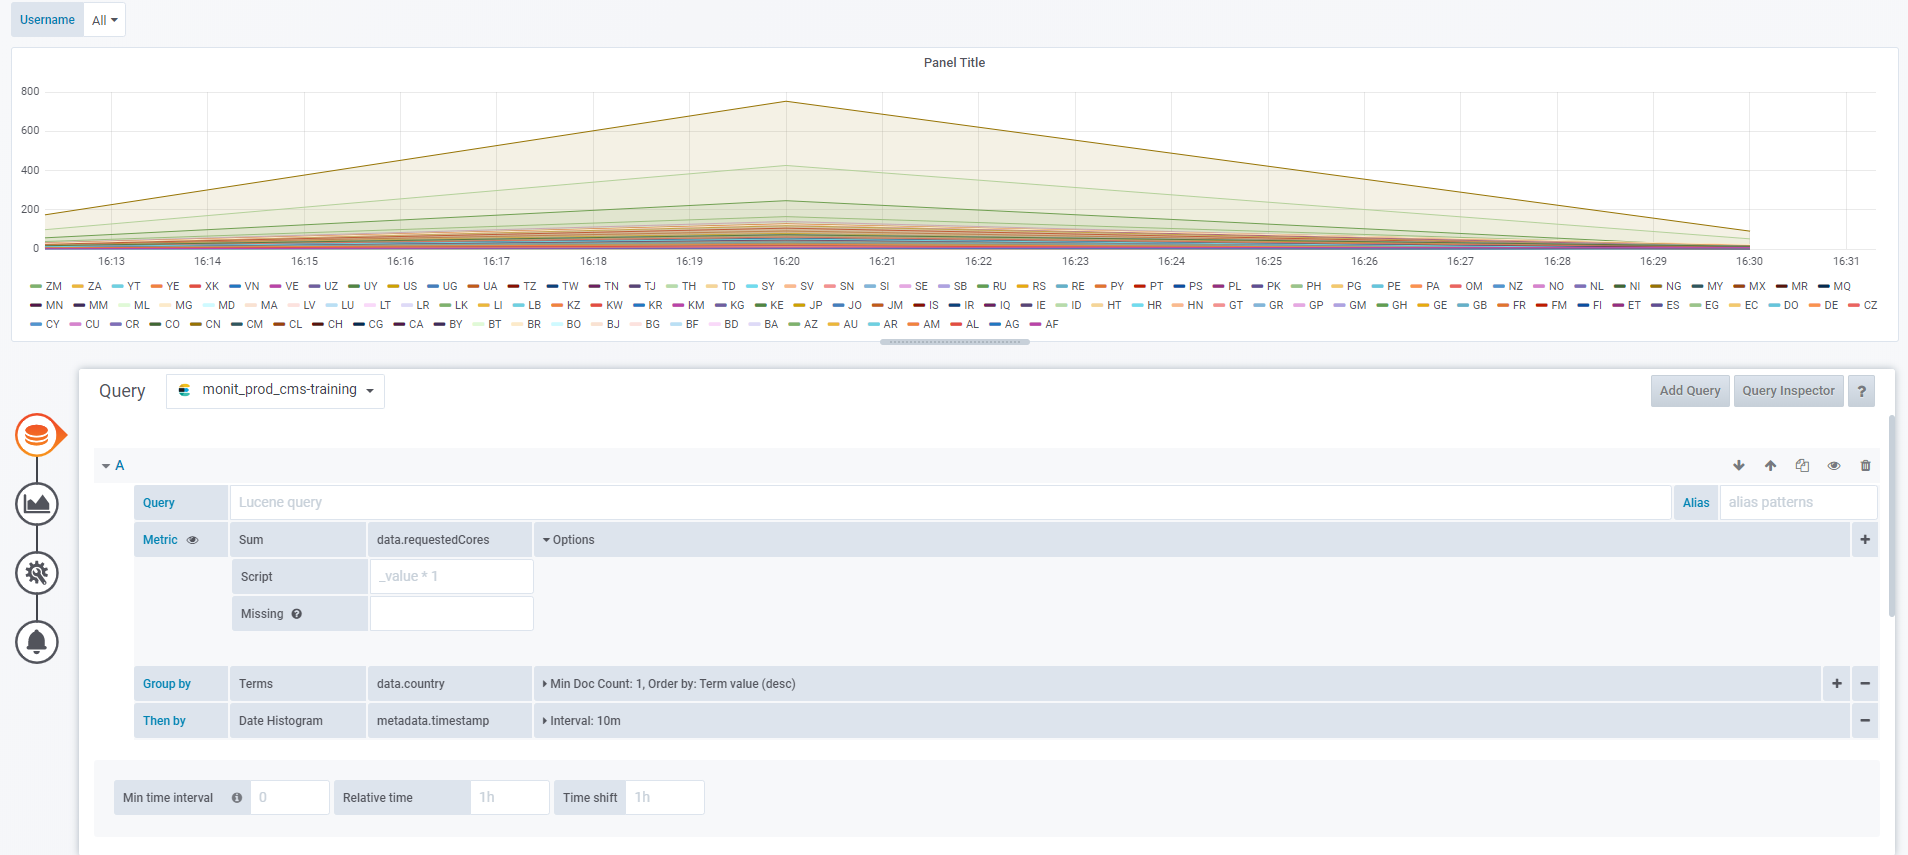 Username All
Panel Title
800
600
400
200
0
16:13 16:14 16:15 16:16 16:17 16:18 16:19 16:20 16:21 16:22 16:23 16:24 16:25 16:26 16:27 16:28 16:29 16:30 16:31
ZM ZA YT YE XK VN VE UZ UY US UG UA TZ TW TN TJ TH TD SY SV SN SI SE SB RU RS RE PY PT PS PL PK PH PG PE PA OM NZ NO NL NI NG MY MX MR MQ
MN MM ML MG MD MA LV LU LT LR LK LI LB KZ KW KR KM KG KE JP JO JM IS IR IQ IE ID HT HR HN GT GR GP GM GH GE GB FR FM FI ET ES EG EC DO DE CZ
CY CU CR CO CN CM CL CH CG CA BY BT BR BO BJ BG BF BD BA AZ AU AR AM AL AG AF
Query monit_prod_cms-training Add Query Query Inspector ?
A
Query Lucene query Alias alias patterns
Metric Sum data.requestedCores Options +
Script _value * 1
Missing ?
Group by Terms data.country Min Doc Count: 1, Order by: Term value (desc) + −
Then by Date Histogram metadata.timestamp Interval: 10m −
Min time interval 0 Relative time 1h Time shift 1h